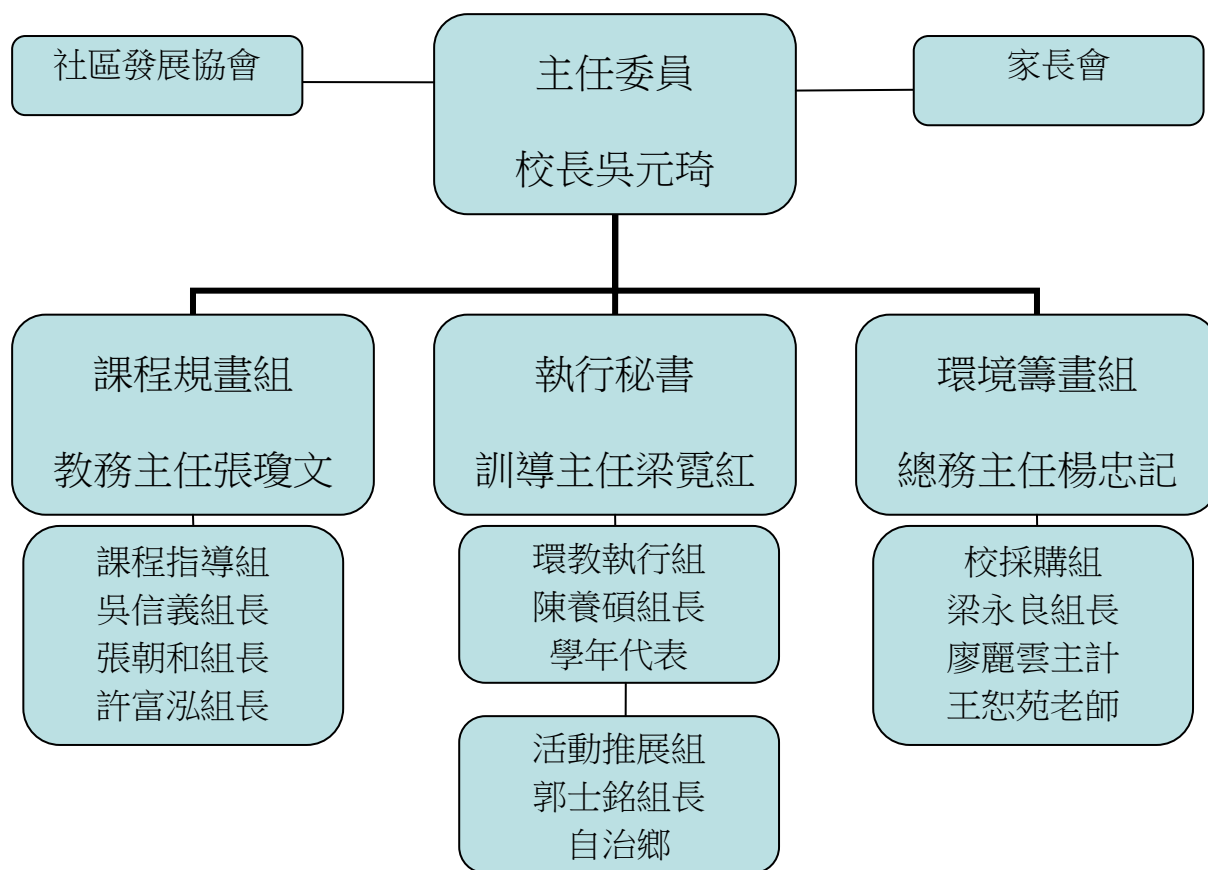 社區發展協會
主任委員
校長吳元琦
家長會
課程規畫組
教務主任張瓊文
執行秘書
訓導主任梁霓紅
環境籌畫組
總務主任楊忠記
課程指導組
吳信義組長
張朝和組長
許富泓組長
環教執行組
陳養碩組長
學年代表
校採購組
梁永良組長
廖麗雲主計
王恕苑老師
活動推展組
郭士銘組長
自治鄉